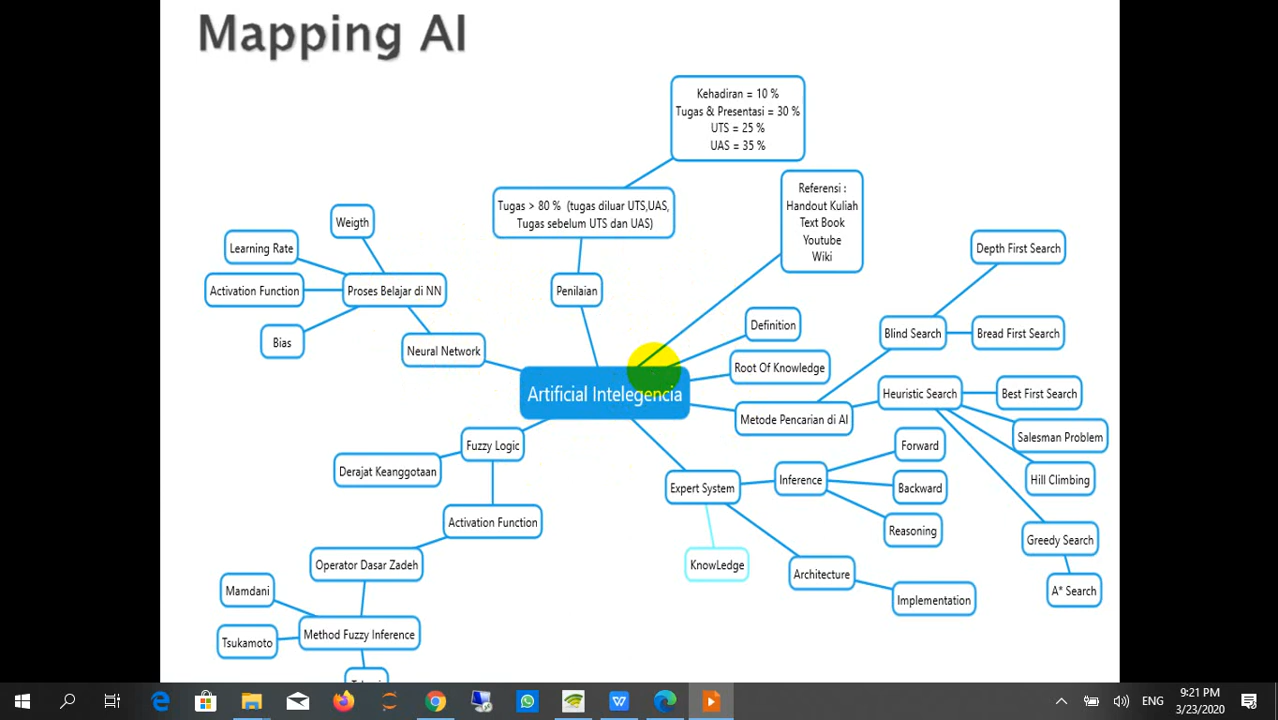 Mapping AI
Kehadiran = 10 %
Tugas & Presentasi = 30 %
UTS = 25 %
UAS = 35 %
Tugas > 80 % (tugas diluar UTS,UAS,
Tugas sebelum UTS dan UAS)
Referensi :
Handout Kuliah
Text Book
Youtube
Wiki
Weigth
Learning Rate
Activation Function
Proses Belajar di NN
Bias
Neural Network
Penilaian
Definition
Root Of Knowledge
Artificial Intelegencia
Metode Pencarian di AI
Depth First Search
Blind Search
Bread First Search
Heuristic Search
Best First Search
Salesman Problem
Hill Climbing
Greedy Search
A* Search
Fuzzy Logic
Derajat Keanggotaan
Activation Function
Operator Dasar Zadeh
Mamdani
Method Fuzzy Inference
Tsukamoto
Expert System
Inference
Forward
Backward
Reasoning
KnowLedge
Architecture
Implementation
ENG
9:21 PM
3/23/2020